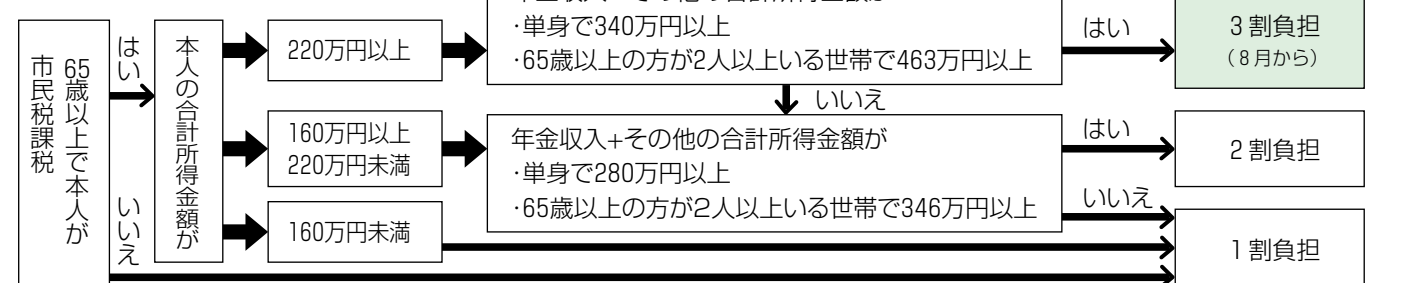 65歳以上で本人が
市民税課税
はい
いいえ
本人の合計所得金額が
220万円以上
160万円以上
220万円未満
160万円未満
・単身で340万円以上
・65歳以上の方が2人以上いる世帯で463万円以上
はい
いいえ
年金収入+その他の合計所得金額が
・単身で280万円以上
・65歳以上の方が2人以上いる世帯で346万円以上
はい
いいえ
3割負担
(8月から)
2割負担
1割負担